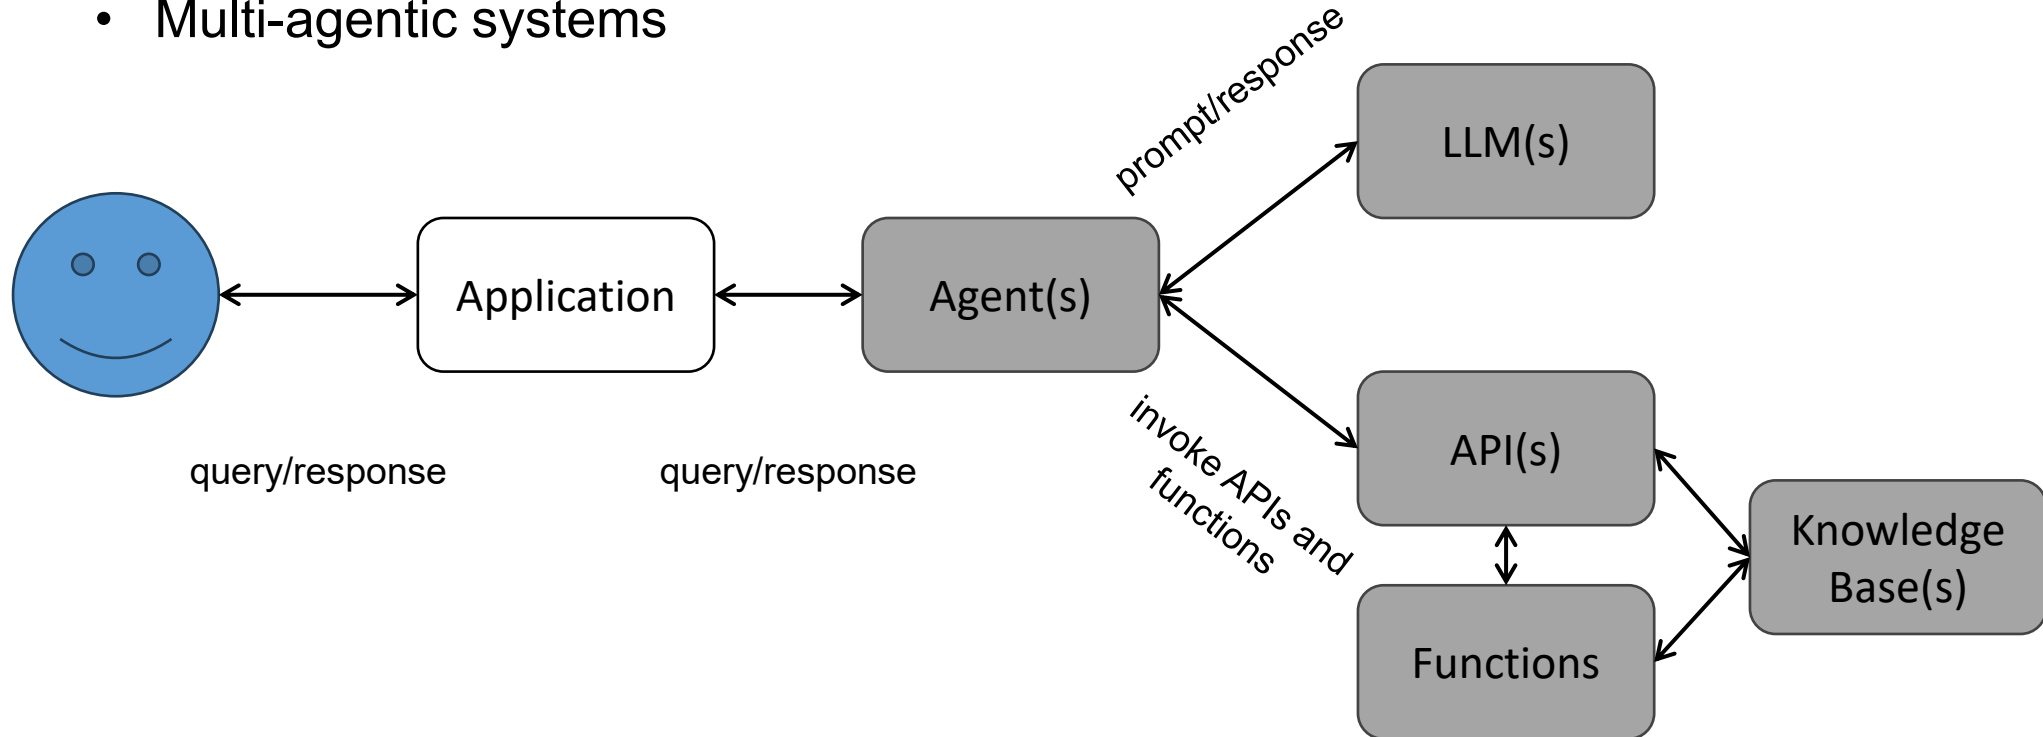 • Multi-agentic systems
prompt/response
LLM(s)
Application
Agent(s)
query/response
query/response
invoke APIs and
functions
API(s)
Knowledge
Base(s)
Functions